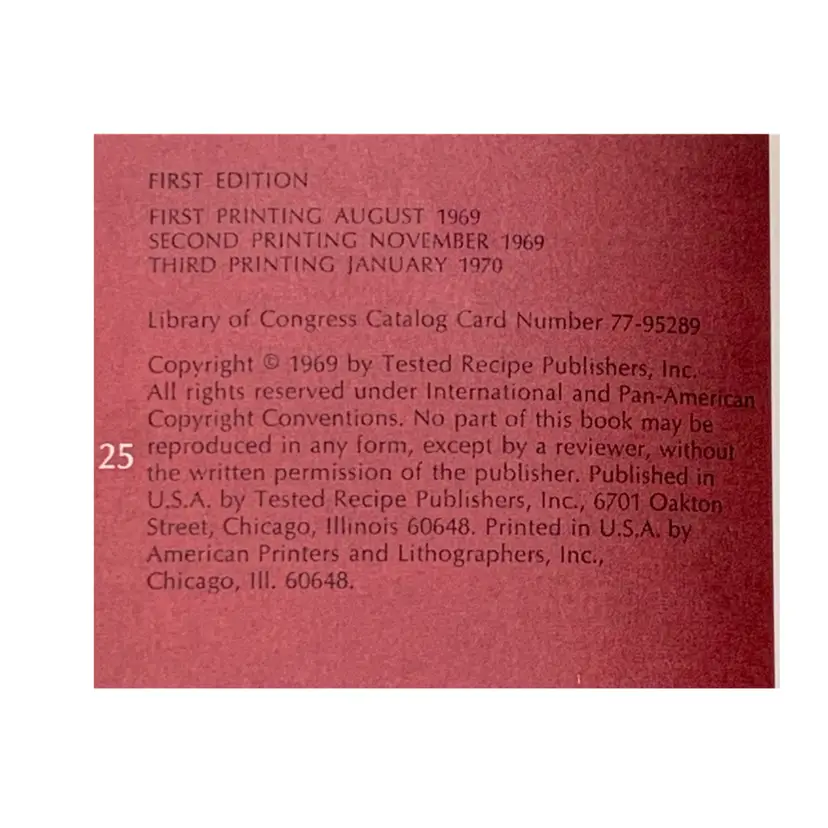 FIRST EDITION
FIRST PRINTING AUGUST 1969
SECOND PRINTING NOVEMBER 1969
THIRD PRINTING JANUARY 1970
Library of Congress Catalog Card Number 77-95289
Copyright © 1969 by Tested Recipe Publishers, Inc.
All rights reserved under International and Pan-American
Copyright Conventions. No part of this book may be
reproduced in any form, except by a reviewer, without
the written permission of the publisher. Published in
U.S.A. by Tested Recipe Publishers, Inc., 6701 Oakton
Street, Chicago, Illinois 60648. Printed in U.S.A. by
American Printers and Lithographers, Inc.,
Chicago, Ill. 60648.
25